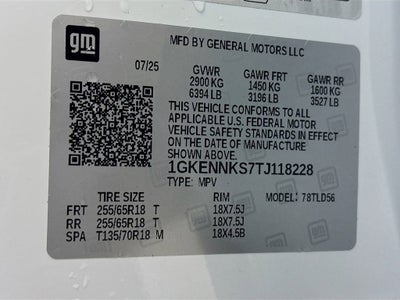 gm
MFD BY GENERAL MOTORS LLC
07/25 GVWR GAWR FRT GAWR RR
2900 KG 1450 KG 1600 KG
6394 LB 3196 LB 3527 LB
THIS VEHICLE CONFORMS TO ALL
APPLICABLE U.S. FEDERAL MOTOR
VEHICLE SAFETY STANDARDS IN EFFECT
ON THE DATE OF MANUFACTURE
SHOWN ABOVE.
1GKENNKS7TJ118228
TYPE: MPV MODEL: 78TLD56
TIRE SIZE RIM
FRT 255/65R18 T 18X7.5J
RR 255/65R18 T 18X7.5J
SPA T135/70R18 M 18X4.5B